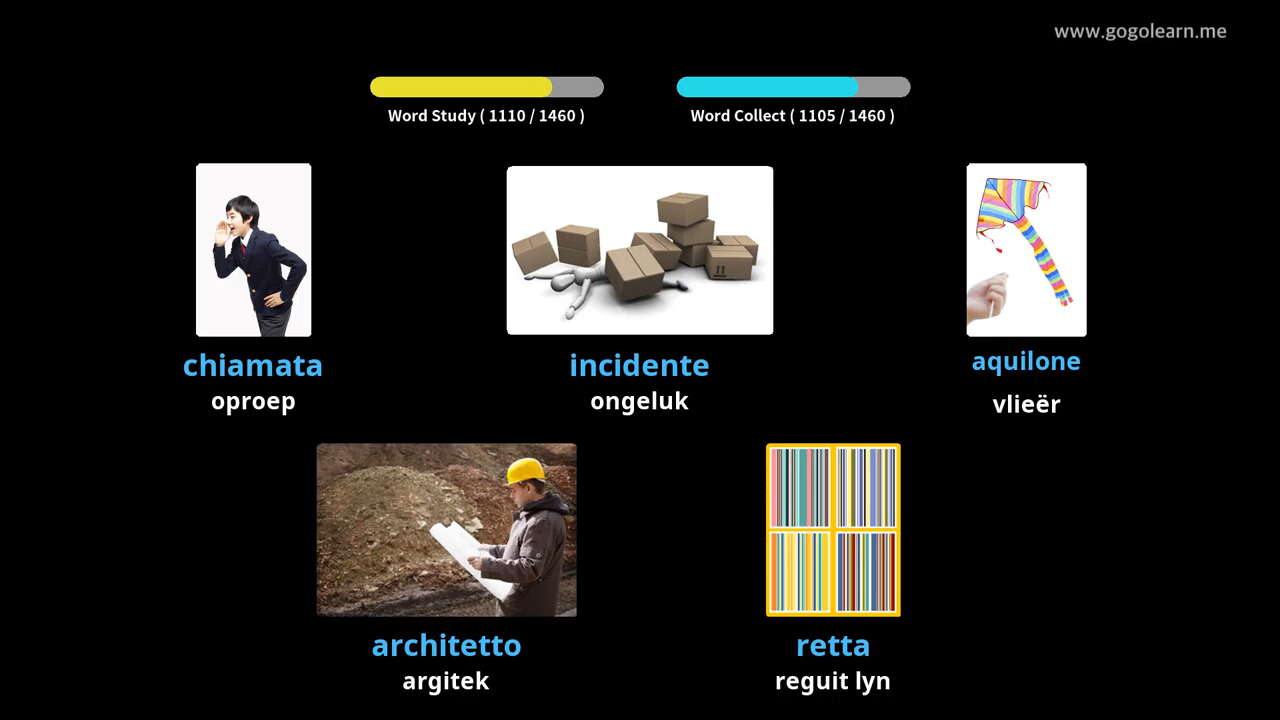 www.gogolearn.me
Word Study ( 1110 / 1460 )
Word Collect ( 1105 / 1460 )
chiamata
oproep
incidente
ongeluk
aquilone
vlieër
architetto
argitek
retta
reguit lyn